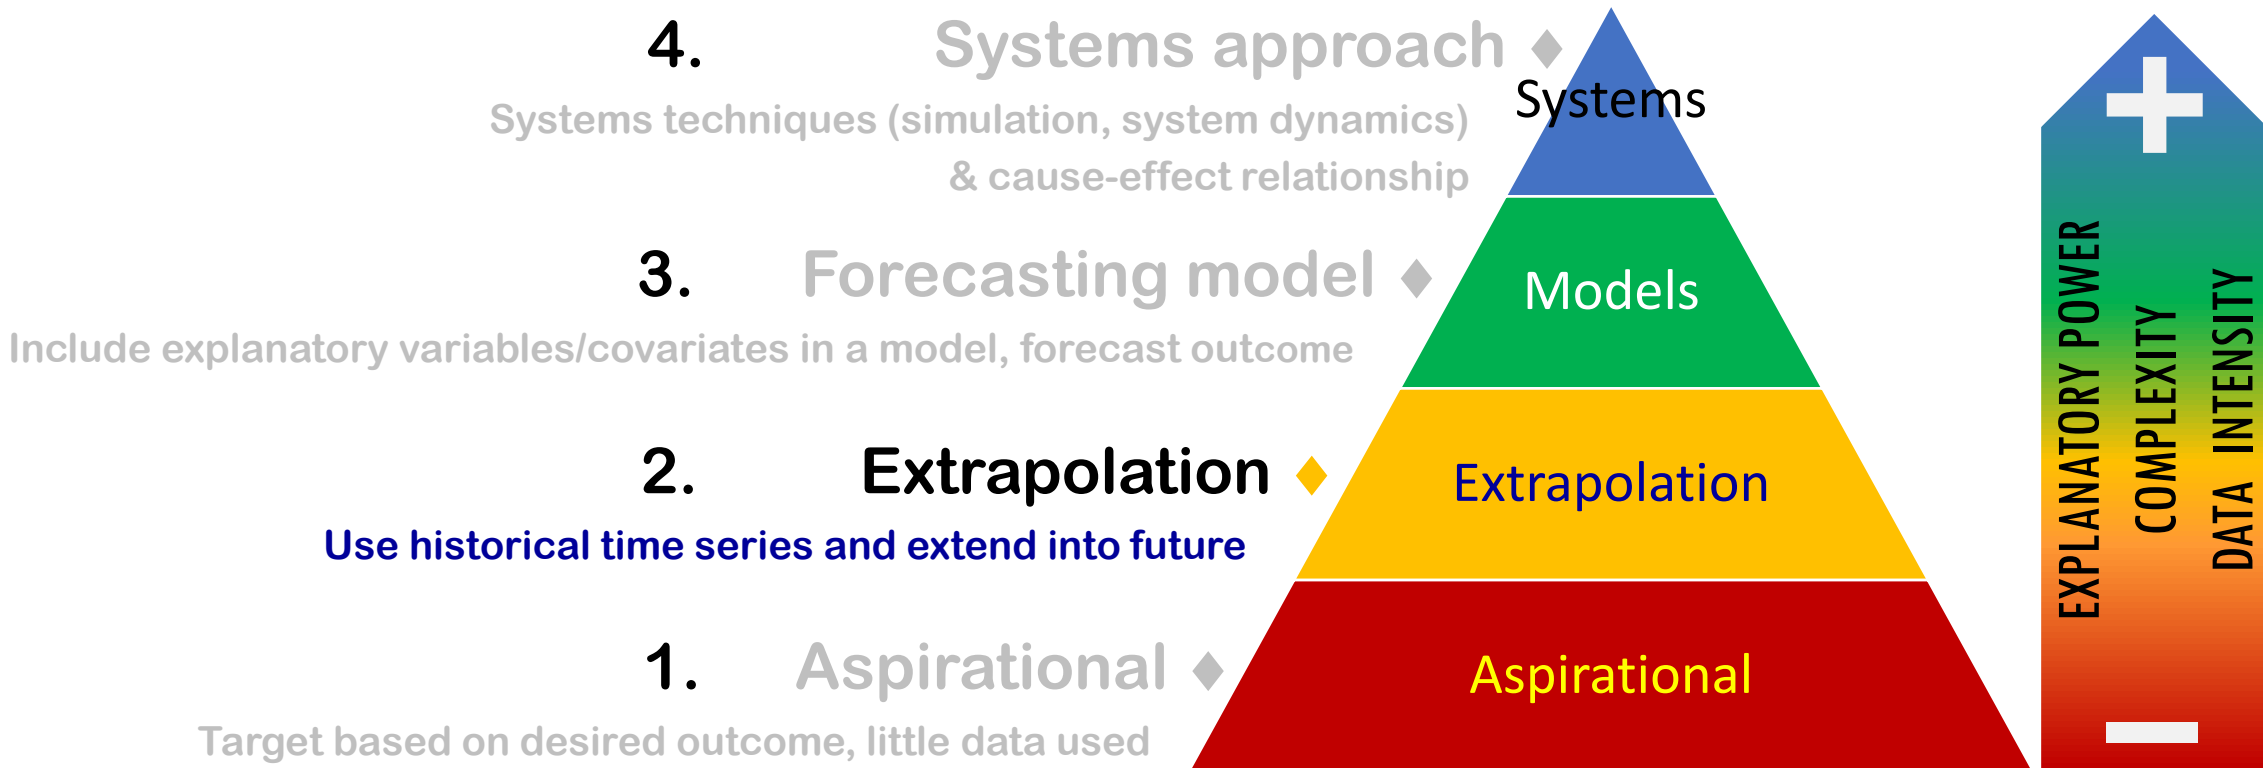 4. Systems approach ♦
Systems techniques (simulation, system dynamics)
& cause-effect relationship
3. Forecasting model ♦
Include explanatory variables/covariates in a model, forecast outcome
2. Extrapolation ♦
Use historical time series and extend into future
1. Aspirational ♦
Target based on desired outcome, little data used
Systems
Models
Extrapolation
Aspirational
+
EXPLANATORY POWER
COMPLEXITY
DATA INTENSITY
−